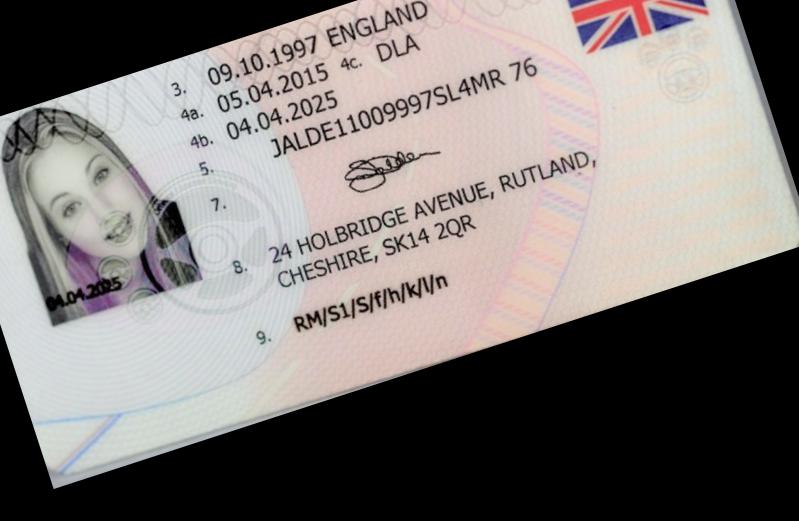 3. 09.10.1997 ENGLAND
4a. 05.04.2015 4c. DLA
4b. 04.04.2025
5. JALDE11009997SL4MR 76
7.
8. 24 HOLBRIDGE AVENUE, RUTLAND,
CHESHIRE, SK14 2QR
9. RM/S1/S/f/h/k/l/n
04.04.2025